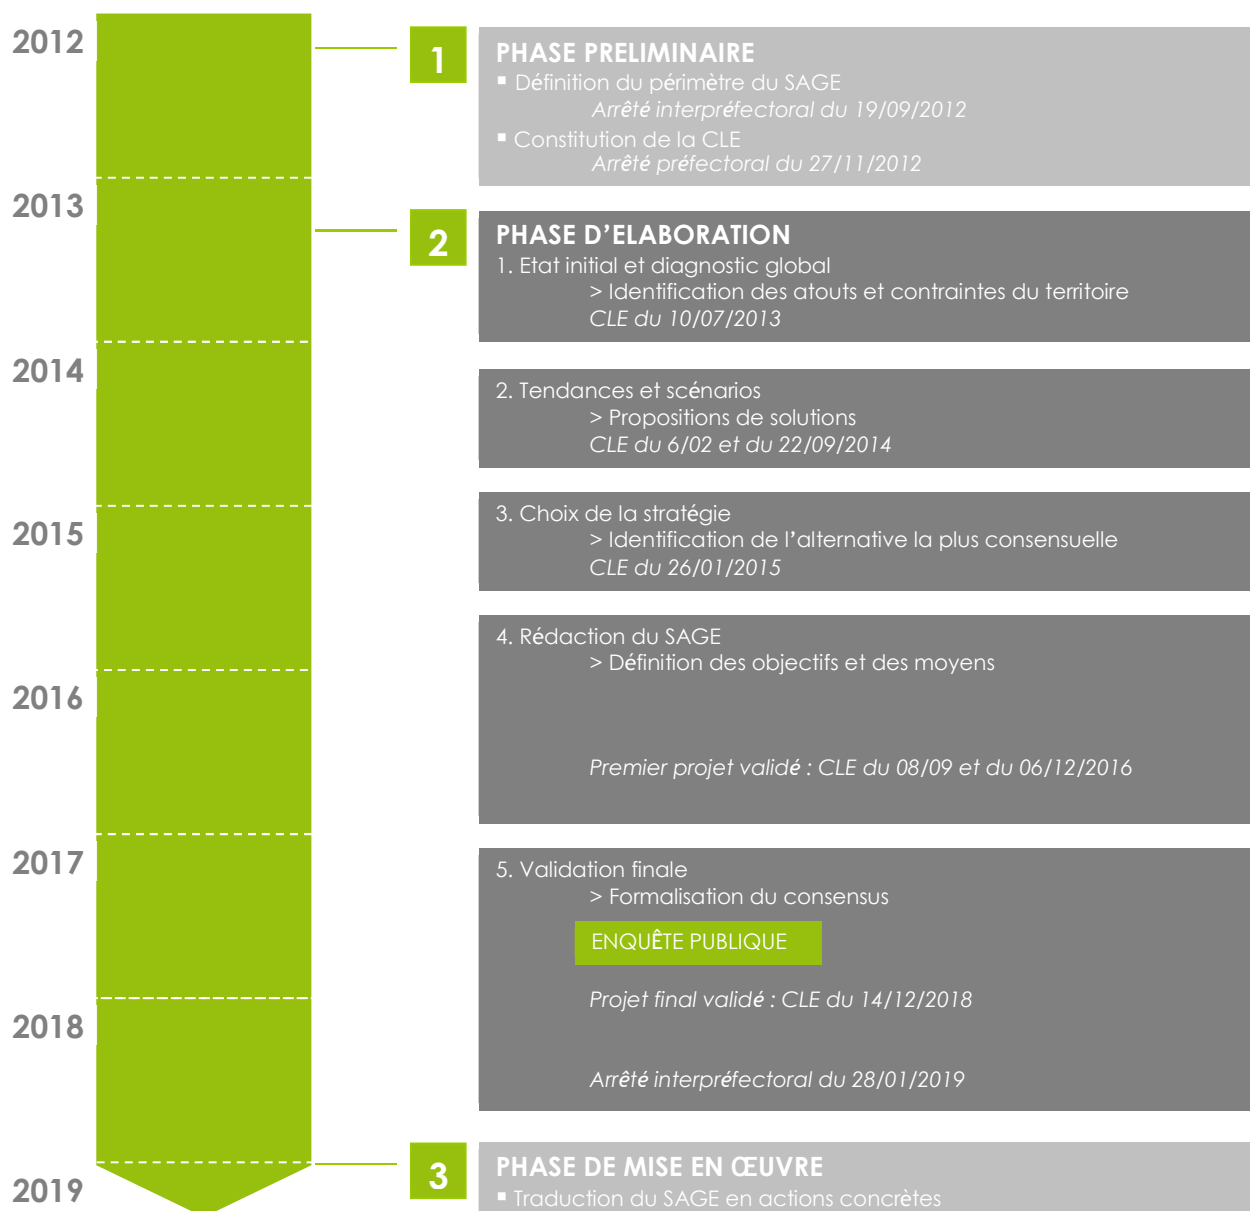 2012
1
PHASE PRELIMINAIRE
▪ Définition du périmètre du SAGE
Arrêté interpréfectoral du 19/09/2012
▪ Constitution de la CLE
Arrêté préfectoral du 27/11/2012
2013
2
PHASE D’ELABORATION
1. Etat initial et diagnostic global
> Identification des atouts et contraintes du territoire
CLE du 10/07/2013
2014
2. Tendances et scénarios
> Propositions de solutions
CLE du 6/02 et du 22/09/2014
2015
3. Choix de la stratégie
> Identification de l’alternative la plus consensuelle
CLE du 26/01/2015
4. Rédaction du SAGE
> Définition des objectifs et des moyens
2016
Premier projet validé : CLE du 08/09 et du 06/12/2016
2017
5. Validation finale
> Formalisation du consensus
ENQUÊTE PUBLIQUE
Projet final validé : CLE du 14/12/2018
2018
Arrêté interpréfectoral du 28/01/2019
2019
3
PHASE DE MISE EN ŒUVRE
▪ Traduction du SAGE en actions concrètes